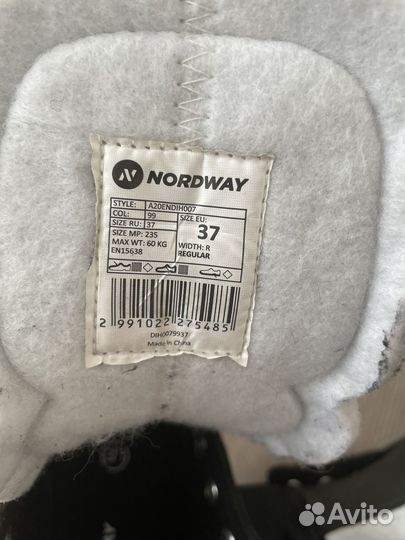 NORDWAY
STYLE: A20ENDIH007
COL: 99 SIZE EU:
SIZE RU: 37 37
SIZE MP: 235
MAX WT: 60 KG WIDTH: R
EN15638 REGULAR
2 991022 275485
DIH0079937
Made in China
Avito